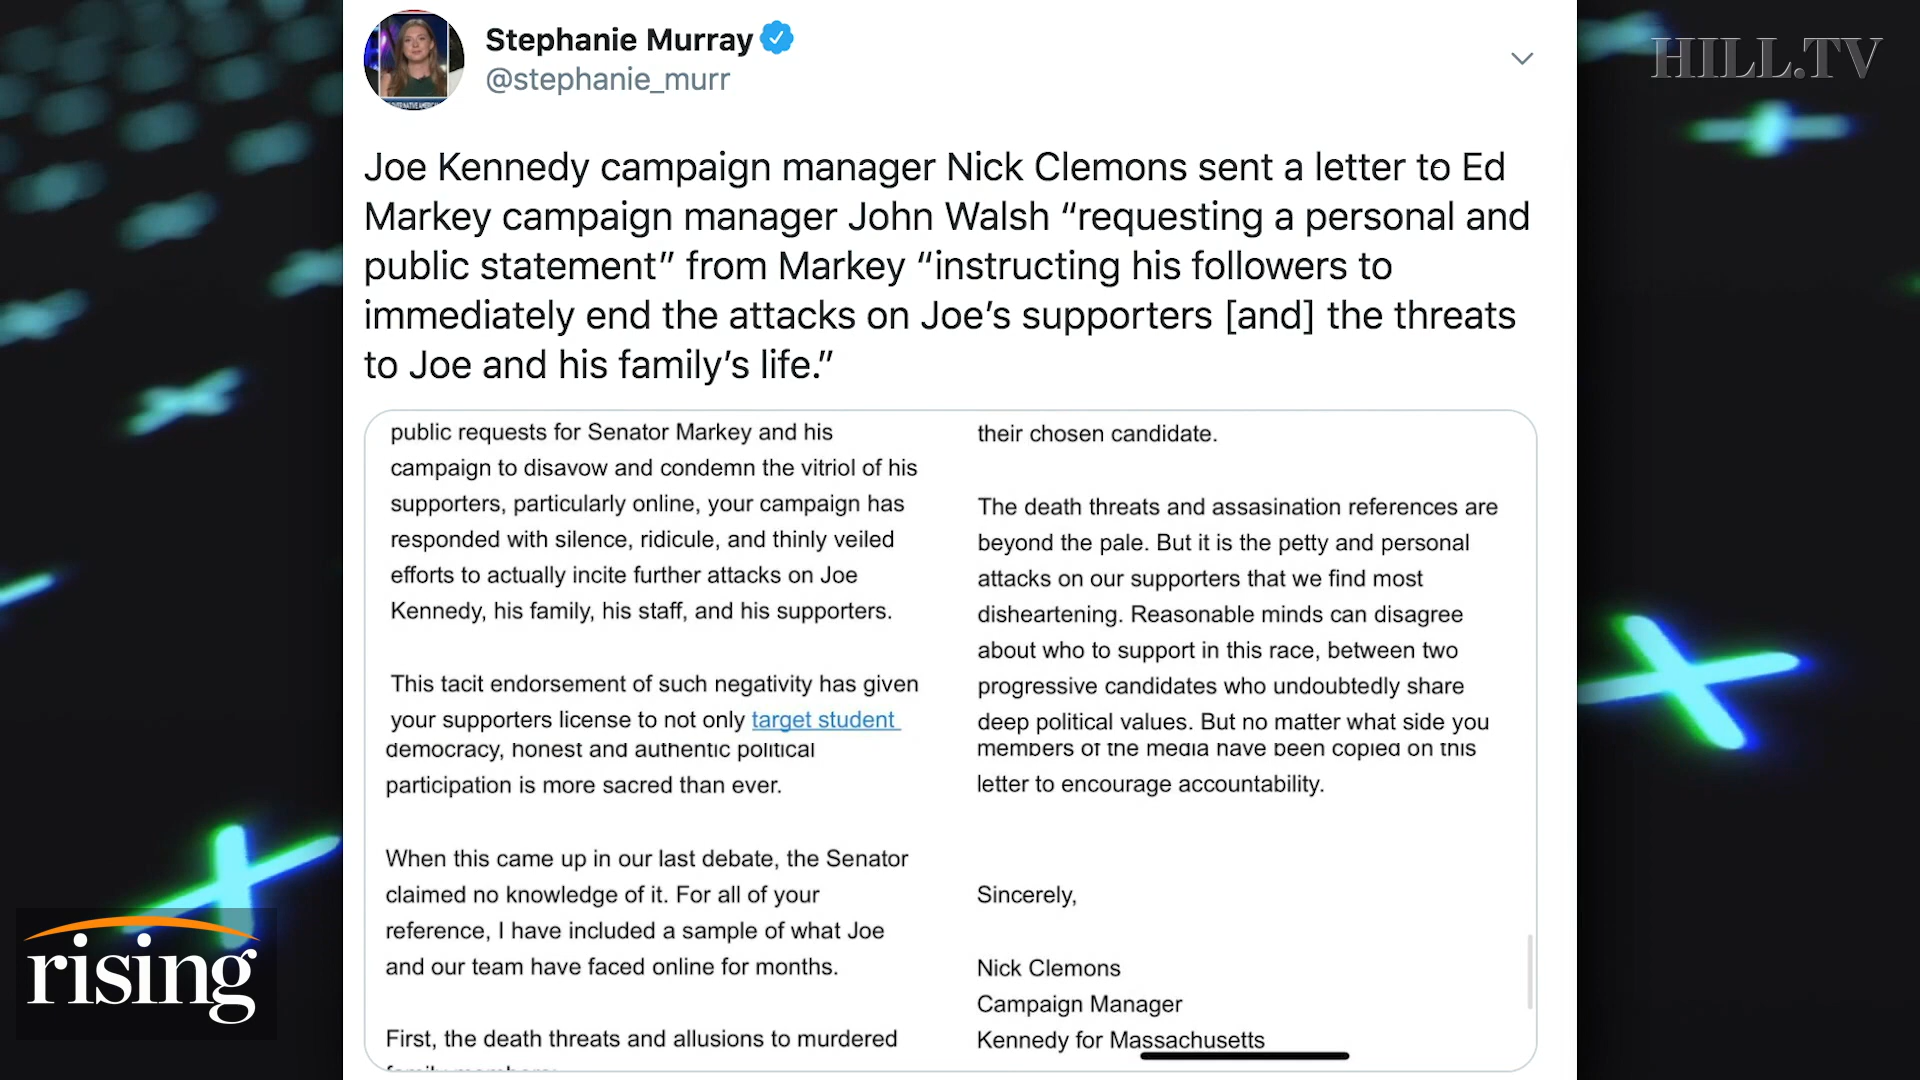 Stephanie Murray
@stephanie_murr
HILL.TV
Joe Kennedy campaign manager Nick Clemons sent a letter to Ed
Markey campaign manager John Walsh “requesting a personal and
public statement” from Markey “instructing his followers to
immediately end the attacks on Joe’s supporters [and] the threats
to Joe and his family’s life.”
public requests for Senator Markey and his
campaign to disavow and condemn the vitriol of his
supporters, particularly online, your campaign has
responded with silence, ridicule, and thinly veiled
efforts to actually incite further attacks on Joe
Kennedy, his family, his staff, and his supporters.
This tacit endorsement of such negativity has given
your supporters license to not only target student
democracy, honest and authentic political
participation is more sacred than ever.
When this came up in our last debate, the Senator
claimed no knowledge of it. For all of your
reference, I have included a sample of what Joe
and our team have faced online for months.
First, the death threats and allusions to murdered
their chosen candidate.
The death threats and assasination references are
beyond the pale. But it is the petty and personal
attacks on our supporters that we find most
disheartening. Reasonable minds can disagree
about who to support in this race, between two
progressive candidates who undoubtedly share
deep political values. But no matter what side you
members of the media have been copied on this
letter to encourage accountability.
Sincerely,
Nick Clemons
Campaign Manager
Kennedy for Massachusetts
rising